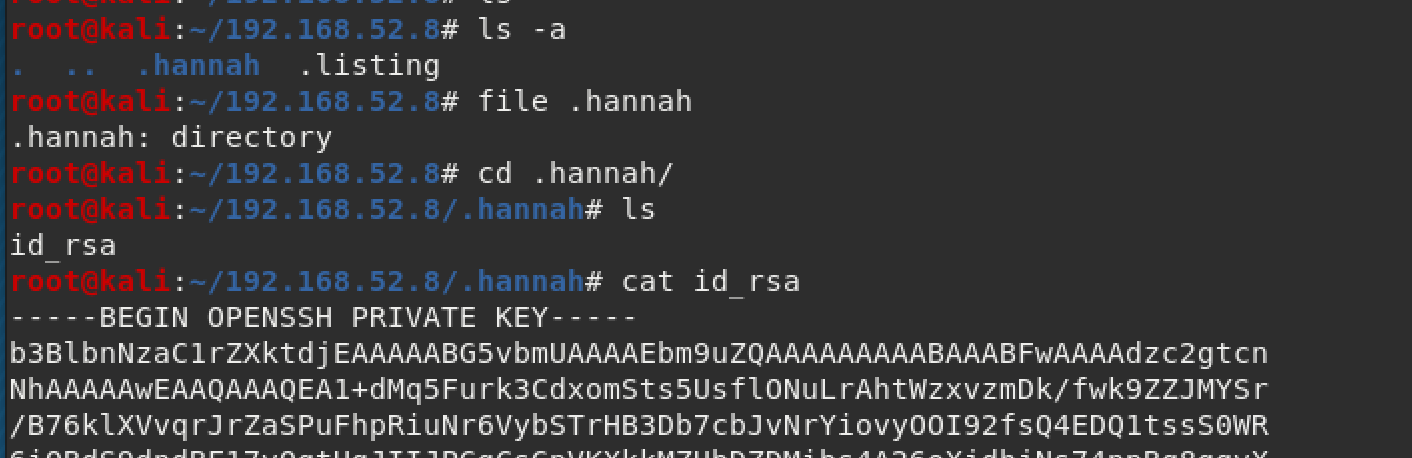 root@kali:~/192.168.52.8# ls -a
. .. .hannah .listing
root@kali:~/192.168.52.8# file .hannah
.hannah: directory
root@kali:~/192.168.52.8# cd .hannah/
root@kali:~/192.168.52.8/.hannah# ls
id_rsa
root@kali:~/192.168.52.8/.hannah# cat id_rsa
-----BEGIN OPENSSH PRIVATE KEY-----
b3BlbnNzaC1rZXktdjEAAAAABG5vbmUAAAAEbm9uZQAAAAAAAAABAAABFwAAAAdzc2gtcn
NhAAAAAwEAAQAAAQEA1+dMq5Furk3CdxomSts5UsflONuLrAhtWzxvzmDk/fwk9ZZJMYSr
/B76klXVvqrJrZaSPuFhpRiuNr6VybSTrHB3Db7cbJvNrYiovyOOI92fsQ4EDQ1tssS0WR